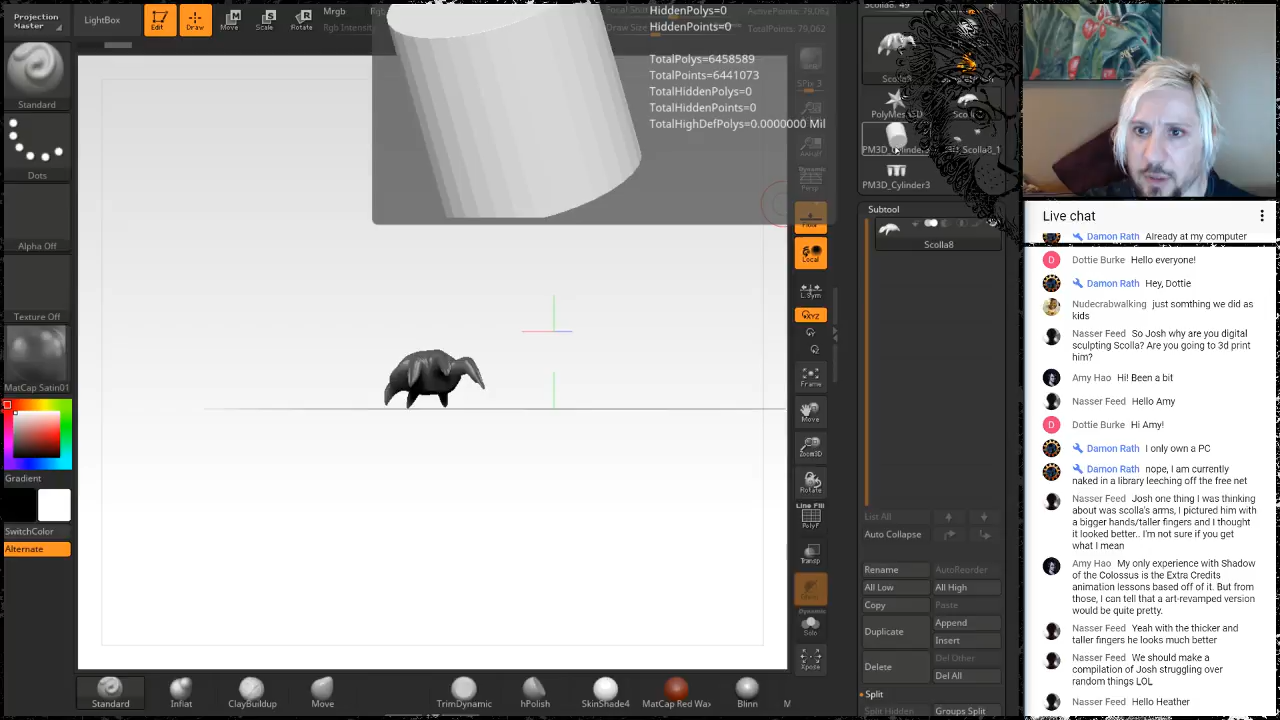 Projection
Master
LightBox
Edit
Draw
Move
Scale
Rotate
Mrgb
Rgb Intensity
HiddenPolys=0
HiddenPoints=0
TotalPolys=6458589
TotalPoints=6441073
TotalHiddenPolys=0
TotalHiddenPoints=0
TotalHighDefPolys=0.0000000 Mil
TotalPoints: 79,062
Standard
Dots
Alpha Off
Texture Off
MatCap Satin01
Gradient
SwitchColor
Alternate
SPix 3
Dynamic
Persp
Floor
Local
L.Sym
XYZ
Frame
Move
Zoom3D
Rotate
Line Fill
PolyF
Transp
Dynamic
Solo
Xpose
PolyMesh3D
PM3D_Cylinder3
PM3D_Cylinder3
Subtool
Scolla8
List All
Auto Collapse
Rename
AutoReorder
All Low
All High
Copy
Paste
Duplicate
Append
Insert
Delete
Del Other
Del All
Split
Split Hidden
Groups Split
Standard
Inflat
ClayBuildup
Move
TrimDynamic
hPolish
SkinShade4
MatCap Red Wax
Blinn
M
Live chat
Damon Rath Already at my computer
Dottie Burke Hello everyone!
Damon Rath Hey, Dottie
Nudecrabwalking just somthing we did as
kids
Nasser Feed So Josh why are you digital
sculpting Scolla? Are you going to 3d print
him?
Amy Hao Hi! Been a bit
Nasser Feed Hello Amy
Dottie Burke Hi Amy!
Damon Rath I only own a PC
Damon Rath nope, I am currently
naked in a library leeching off the free net
Nasser Feed Josh one thing I was thinking
about was scolla's arms, I pictured him with
a bigger hands/taller fingers and I thought
it looked better.. I'm not sure if you get
what I mean
Amy Hao My only experience with Shadow
of the Colossus is the Extra Credits
animation lessons based off of it. But from
those, I can tell that a art-revamped version
would be quite pretty.
Nasser Feed Yeah with the thicker and
taller fingers he looks much better
Nasser Feed We should make a
compilation of Josh struggling over
random things LOL
Nasser Feed Hello Heather